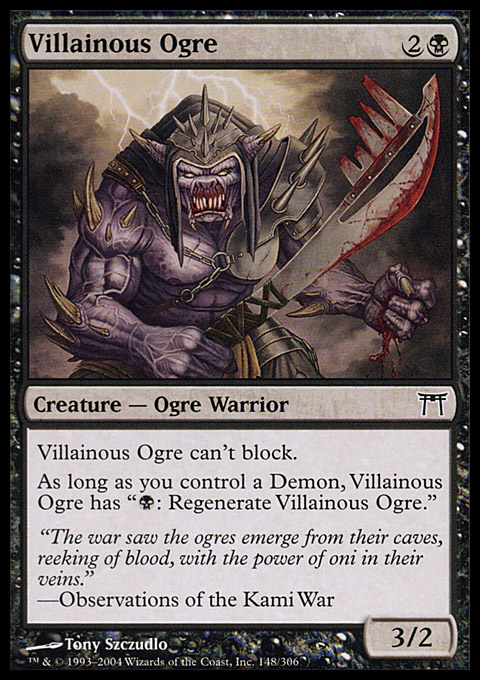 Villainous Ogre 2
Creature — Ogre Warrior
Villainous Ogre can't block.
As long as you control a Demon, Villainous
Ogre has “: Regenerate Villainous Ogre.”
“The war saw the ogres emerge from their caves,
reeking of blood, with the power of oni in their
veins.”
—Observations of the Kami War
Tony Szczudlo
3/2
™ & © 1993–2004 Wizards of the Coast, Inc. 148/306